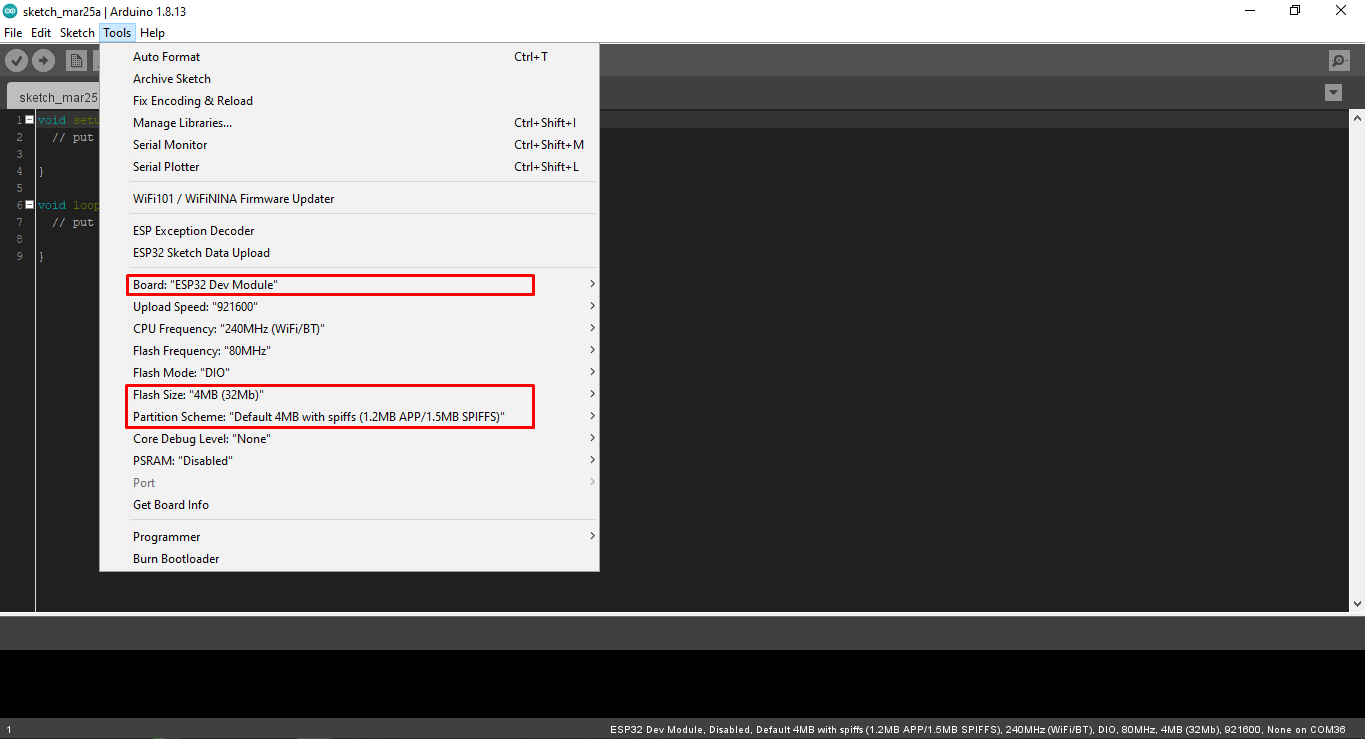 sketch_mar25a | Arduino 1.8.13
File Edit Sketch Tools Help
Auto Format Ctrl+T
Archive Sketch
Fix Encoding & Reload
Manage Libraries... Ctrl+Shift+I
Serial Monitor Ctrl+Shift+M
Serial Plotter Ctrl+Shift+L
WiFi101 / WiFiNINA Firmware Updater
ESP Exception Decoder
ESP32 Sketch Data Upload
Board: "ESP32 Dev Module"
Upload Speed: "921600"
CPU Frequency: "240MHz (WiFi/BT)"
Flash Frequency: "80MHz"
Flash Mode: "DIO"
Flash Size: "4MB (32Mb)"
Partition Scheme: "Default 4MB with spiffs (1.2MB APP/1.5MB SPIFFS)"
Core Debug Level: "None"
PSRAM: "Disabled"
Port
Get Board Info
Programmer
Burn Bootloader
sketch_mar25
1 void setu
2 // put
3
4 }
5
6 void loop
7 // put
8
9 }
1 ESP32 Dev Module, Disabled, Default 4MB with spiffs (1.2MB APP/1.5MB SPIFFS), 240MHz (WiFi/BT), DIO, 80MHz, 4MB (32Mb), 921600, None on COM36